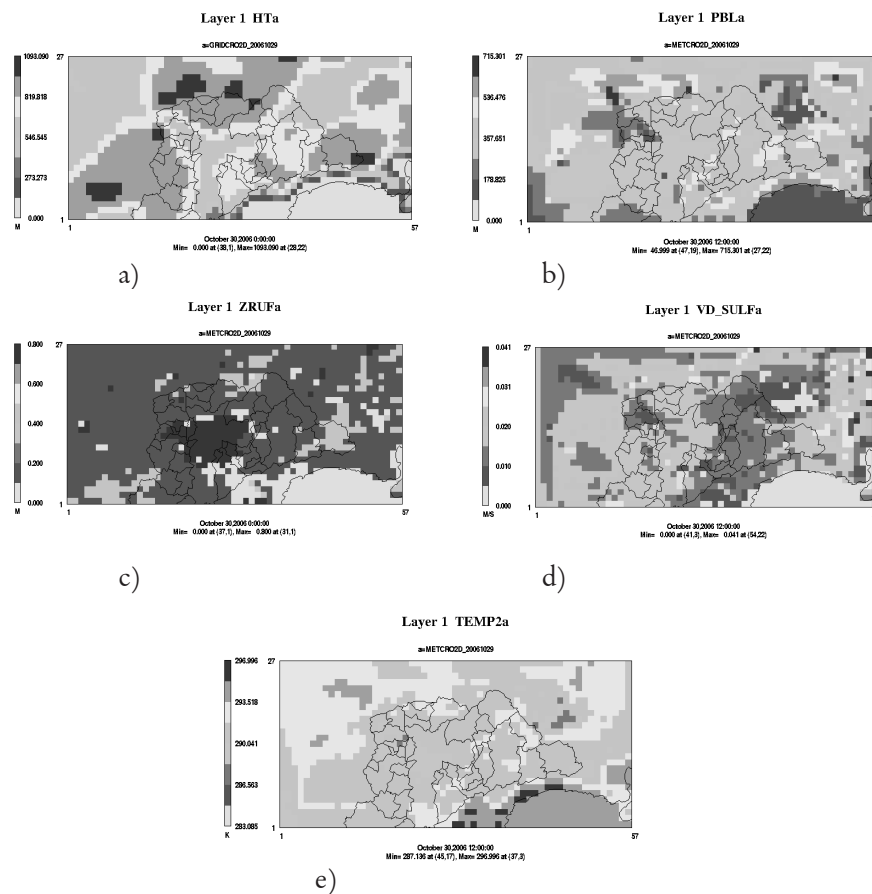 Layer 1 HTa
a=GRIDCRO2D_20061029
1093.090
819.818
546.545
273.273
0.000
M
27
1
1
57
October 30,2006 0:00:00
Min= 0.000 at (38,1), Max= 1093.090 at (28,22)
a)
Layer 1 PBLa
a=METCRO2D_20061029
715.301
536.476
357.651
178.825
0.000
M
27
1
1
57
October 30,2006 12:00:00
Min= 46.999 at (47,19), Max= 715.301 at (27,22)
b)
Layer 1 ZRUFa
a=METCRO2D_20061029
0.800
0.600
0.400
0.200
0.000
M
27
1
1
57
October 30,2006 0:00:00
Min= 0.000 at (37,1), Max= 0.800 at (31,1)
c)
Layer 1 VD_SULFa
a=METCRO2D_20061029
0.041
0.031
0.020
0.010
0.000
M/S
27
1
1
57
October 30,2006 12:00:00
Min= 0.000 at (41,3), Max= 0.041 at (54,22)
d)
Layer 1 TEMP2a
a=METCRO2D_20061029
296.996
293.518
290.041
296.563
283.085
K
27
1
1
57
October 30,2006 12:00:00
Min= 287.136 at (45,17), Max= 296.996 at (37,3)
e)